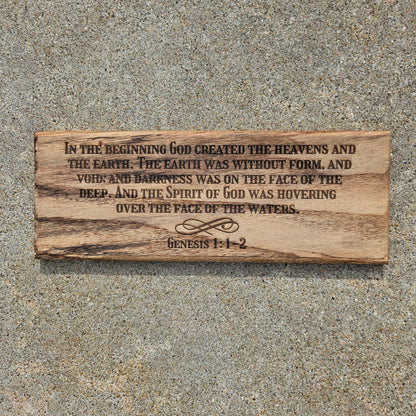 In the beginning God created the heavens and
the earth. The earth was without form, and
void; and darkness was on the face of the
deep. And the Spirit of God was hovering
over the face of the waters.
Genesis 1:1-2